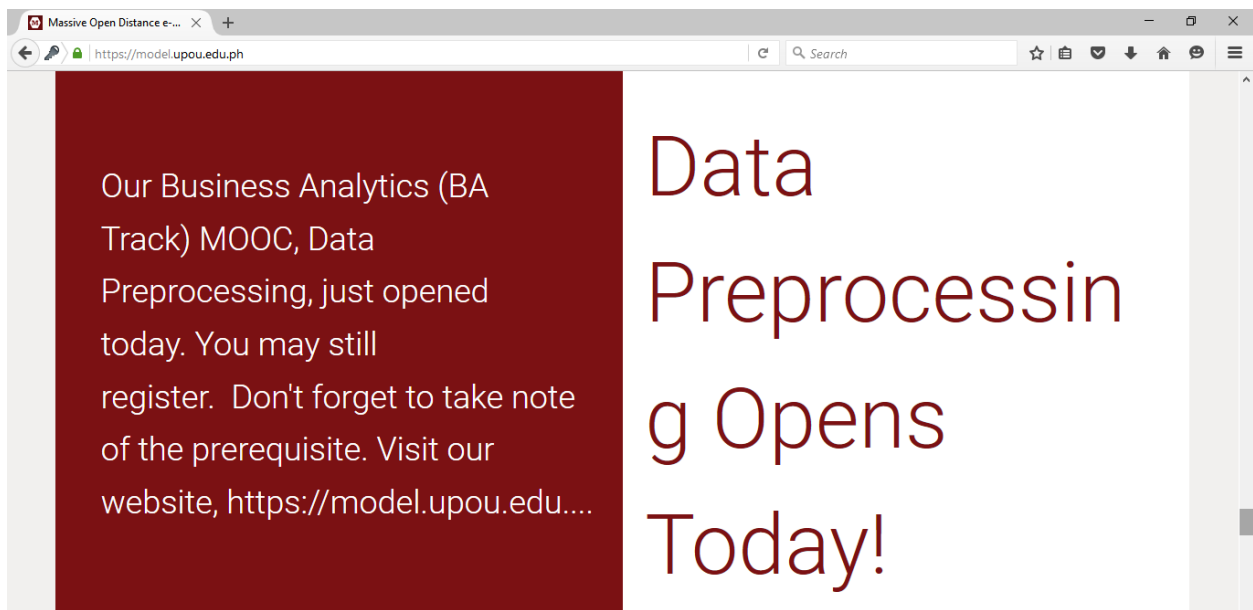 Massive Open Distance e-...
https://model.upou.edu.ph
Search
Our Business Analytics (BA
Track) MOOC, Data
Preprocessing, just opened
today. You may still
register.  Don't forget to take note
of the prerequisite. Visit our
website, https://model.upou.edu....
Data
Preprocessin
g Opens
Today!